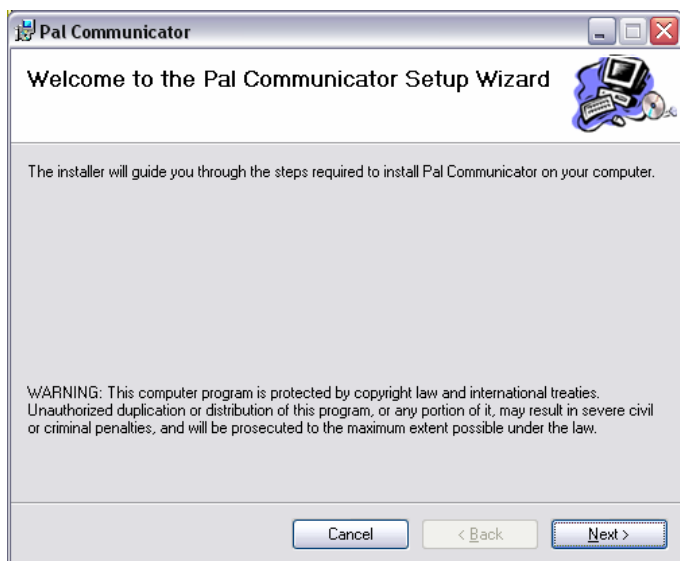 Pal Communicator
Welcome to the Pal Communicator Setup Wizard
The installer will guide you through the steps required to install Pal Communicator on your computer.
WARNING: This computer program is protected by copyright law and international treaties.
Unauthorized duplication or distribution of this program, or any portion of it, may result in severe civil
or criminal penalties, and will be prosecuted to the maximum extent possible under the law.
Cancel < Back Next >